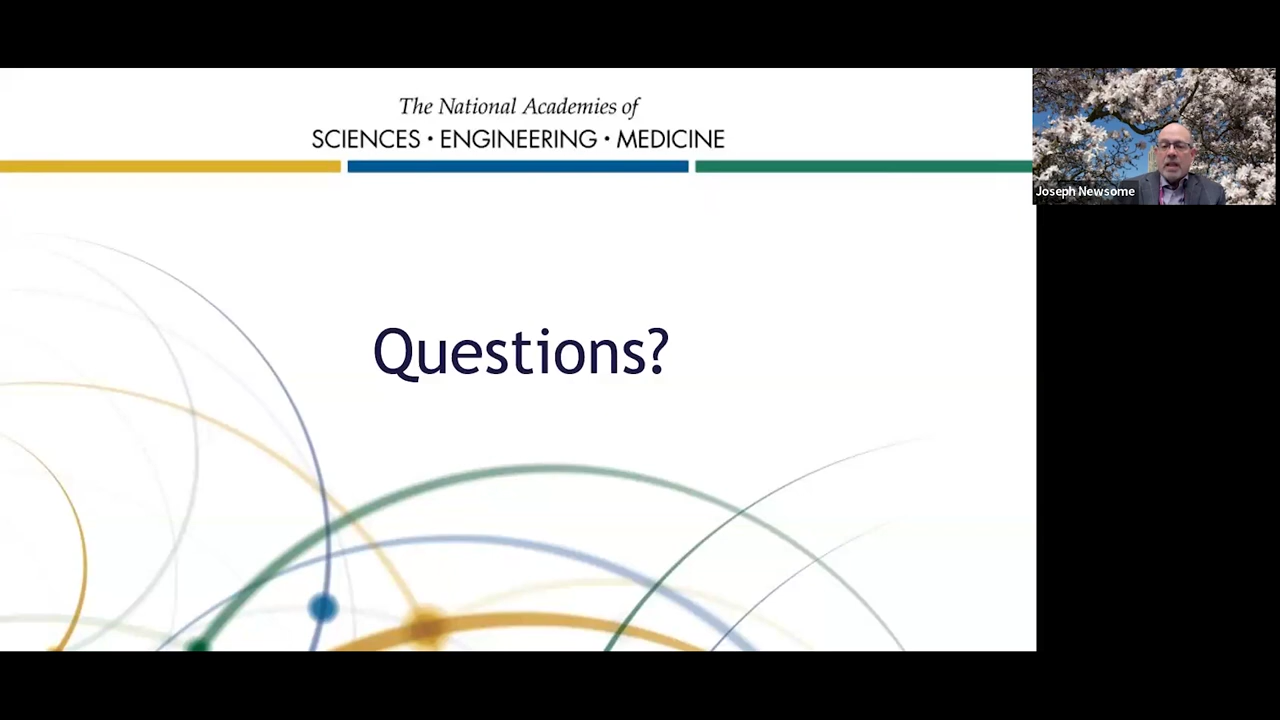 The National Academies of
SCIENCES · ENGINEERING · MEDICINE
Joseph Newsome
Questions?